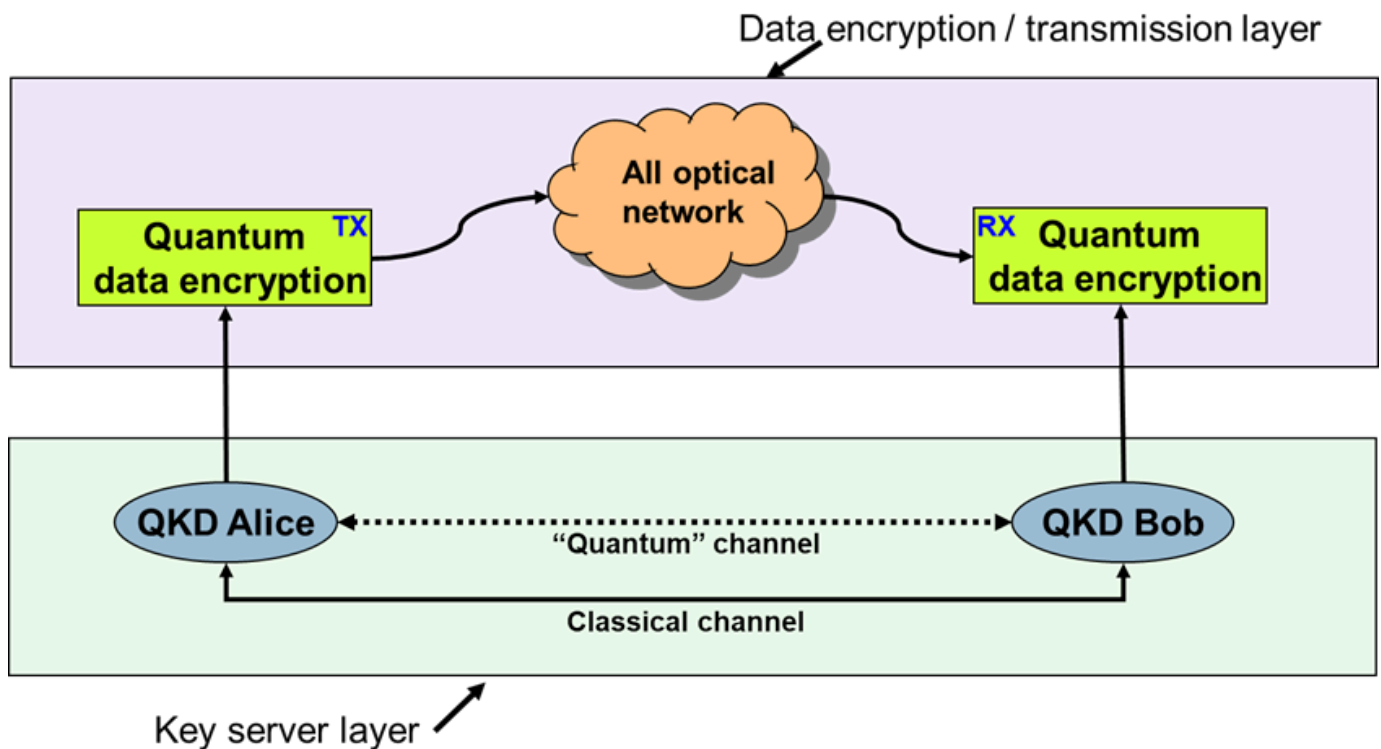 Data encryption / transmission layer
All optical
network
Quantum TX
data encryption
RX Quantum
data encryption
QKD Alice
QKD Bob
“Quantum” channel
Classical channel
Key server layer